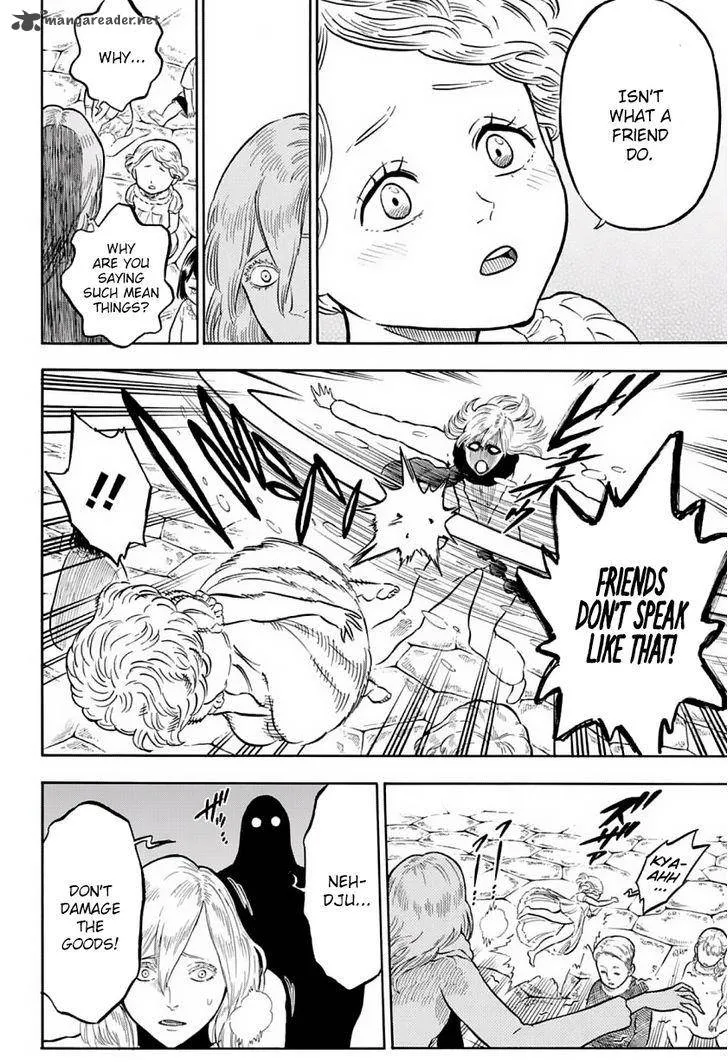 mangareader.net
ISN'T
WHAT A
FRIEND
DO.
WHY...
WHY
ARE YOU
SAYING
SUCH MEAN
THINGS?
FRIENDS
DON'T SPEAK
LIKE THAT!
!!
KYA-
AHH
...
NEH-
DJU...
DON'T
DAMAGE
THE
GOODS!